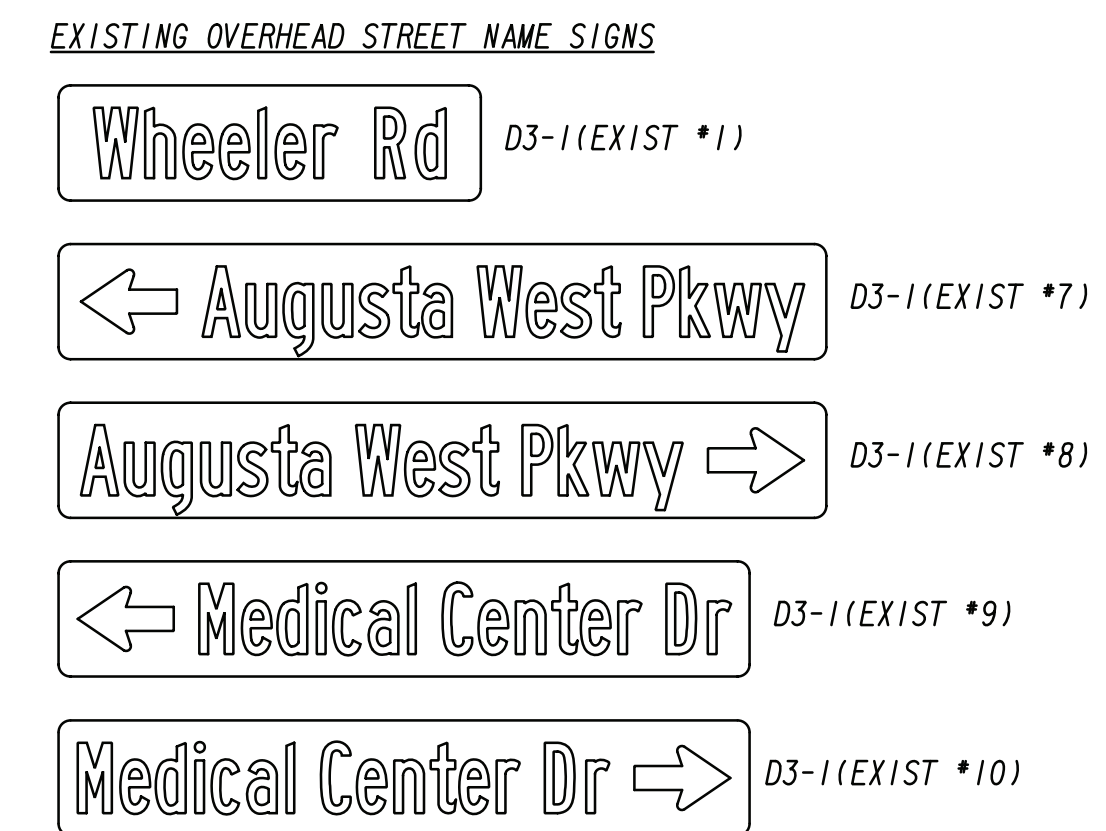 EXISTING OVERHEAD STREET NAME SIGNS
Wheeler Rd D3-1(EXIST #1)
Augusta West Pkwy D3-1(EXIST #7)
Augusta West Pkwy D3-1(EXIST #8)
Medical Center Dr D3-1(EXIST #9)
Medical Center Dr D3-1(EXIST #10)